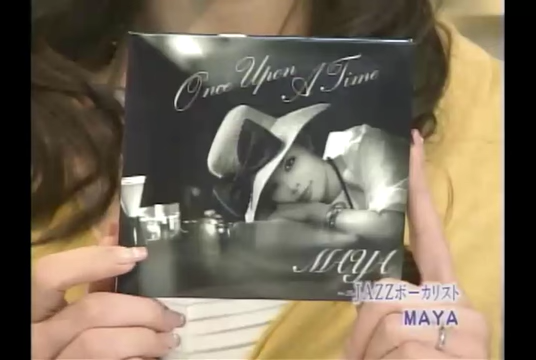 Once Upon
A Time
MAYA
JAZZボーカリスト
MAYA